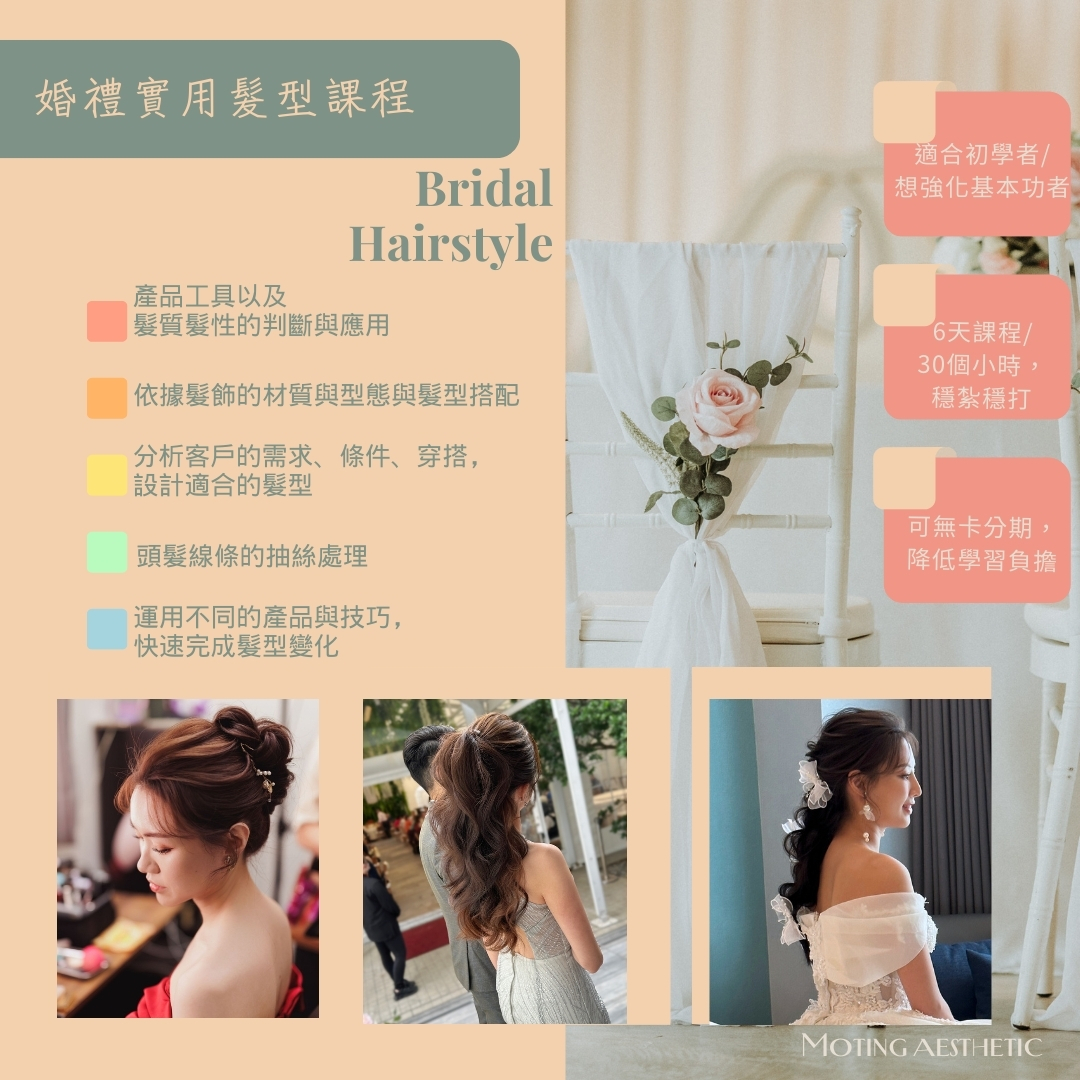 婚禮實用髮型課程
Bridal
Hairstyle
產品工具以及
髮質髮性的判斷與應用
依據髮飾的材質與型態與髮型搭配
分析客戶的需求、條件、穿搭,
設計適合的髮型
頭髮線條的抽絲處理
運用不同的產品與技巧,
快速完成髮型變化
適合初學者/
想強化基本功者
6天課程/
30個小時，
穩紮穩打
可無卡分期，
降低學習負擔
MOTING AESTHETIC